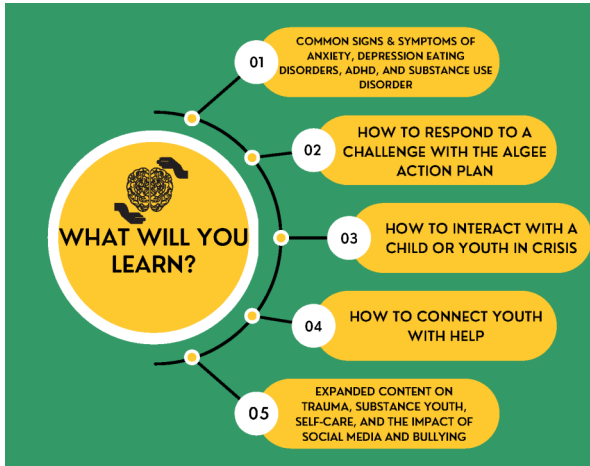 WHAT WILL YOU
LEARN?
01
COMMON SIGNS & SYMPTOMS OF
ANXIETY, DEPRESSION EATING
DISORDERS, ADHD, AND SUBSTANCE USE
DISORDER
02
HOW TO RESPOND TO A
CHALLENGE WITH THE ALGEE
ACTION PLAN
03
HOW TO INTERACT WITH A
CHILD OR YOUTH IN CRISIS
04
HOW TO CONNECT YOUTH
WITH HELP
05
EXPANDED CONTENT ON
TRAUMA, SUBSTANCE YOUTH,
SELF-CARE, AND THE IMPACT OF
SOCIAL MEDIA AND BULLYING